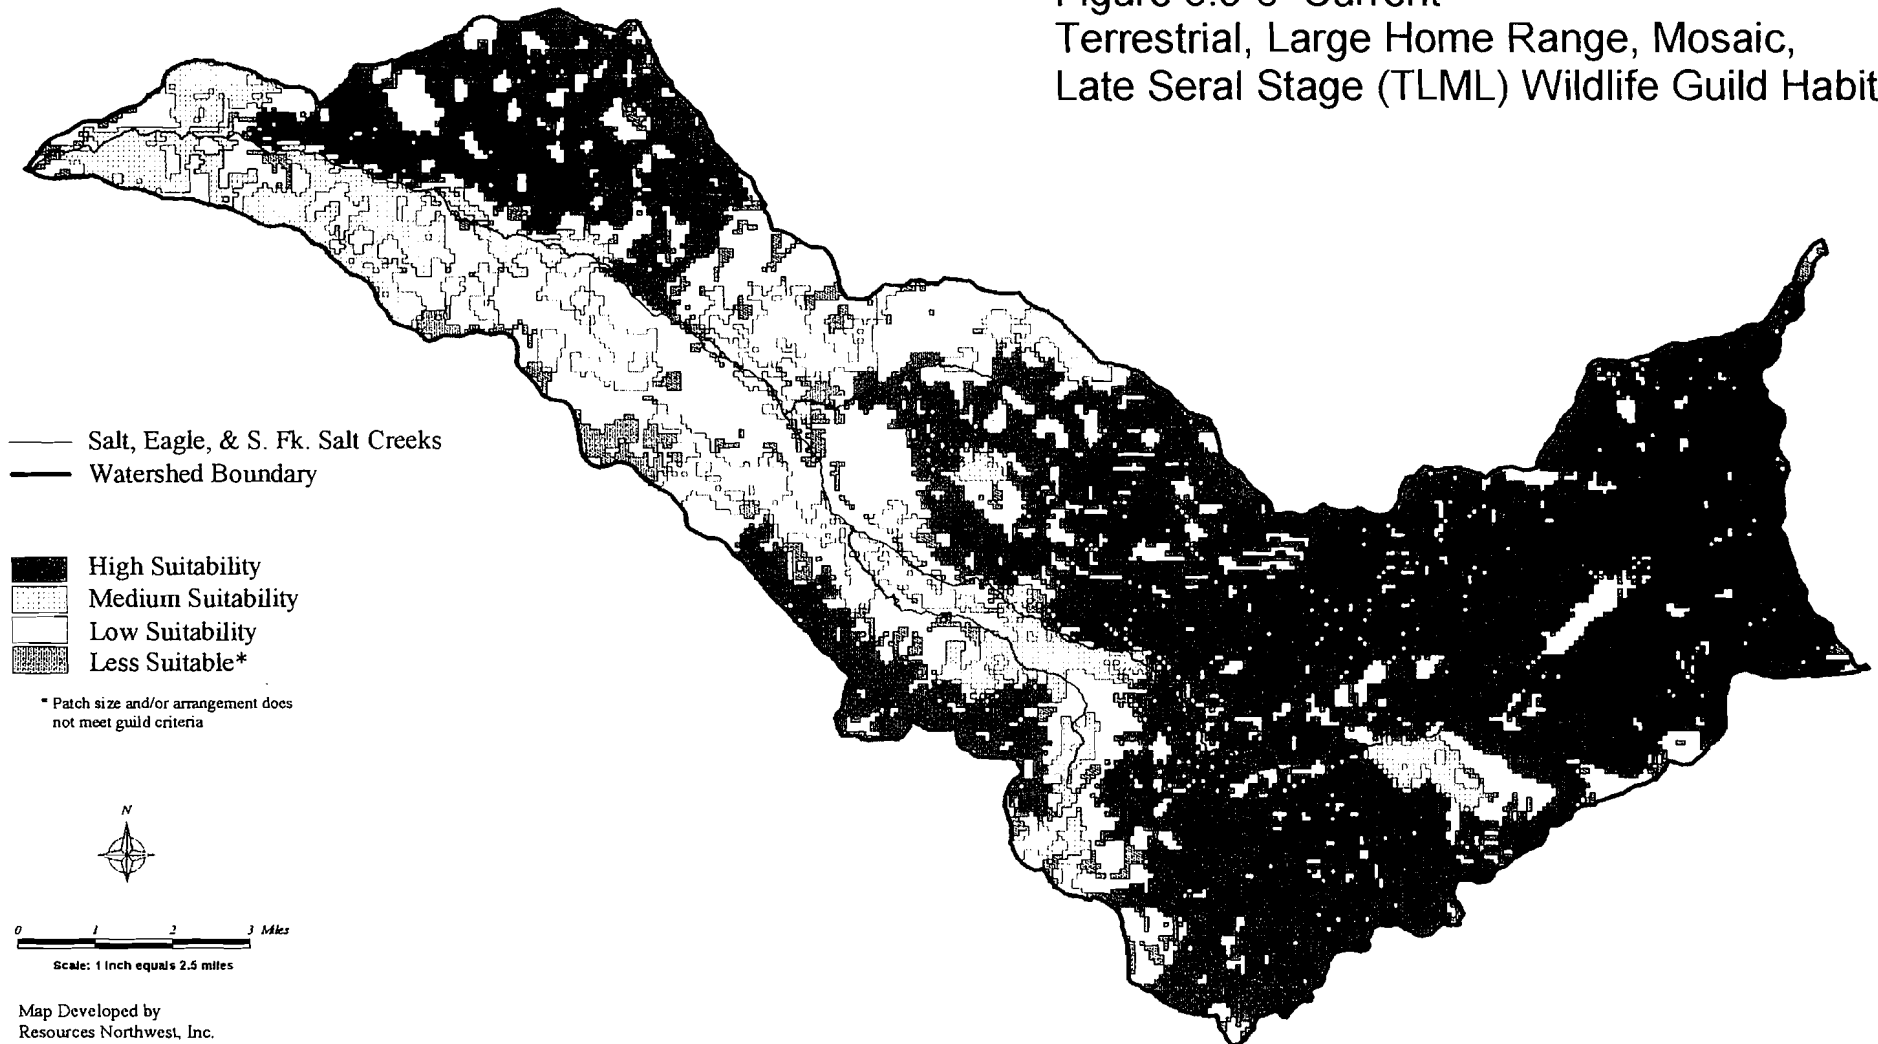 Terrestrial, Large Home Range, Mosaic,
Late Seral Stage (TLML) Wildlife Guild Habit
Salt, Eagle, & S. Fk. Salt Creeks
Watershed Boundary
High Suitability
Medium Suitability
Low Suitability
Less Suitable*
* Patch size and/or arrangement does
not meet guild criteria
N
0 1 2 3 Miles
Scale: 1 inch equals 2.5 miles
Map Developed by
Resources Northwest, Inc.